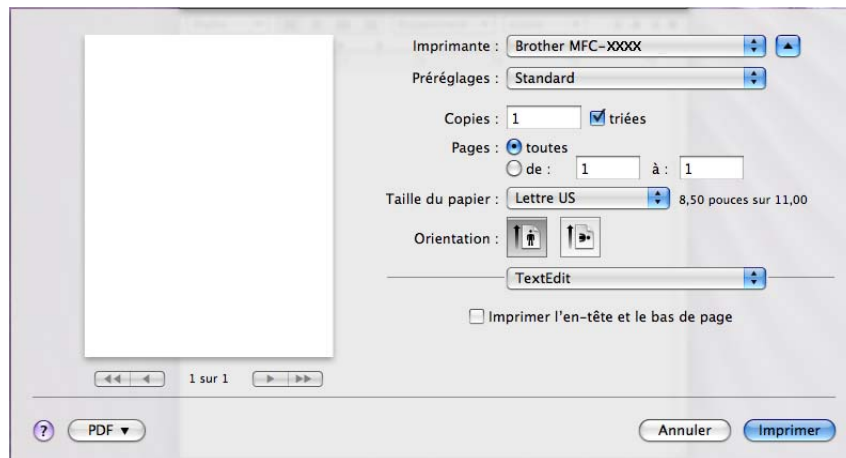 Imprimante : Brother MFC-XXXX
Préréglages : Standard
Copies : 1 triées
Pages : toutes
de : 1 à : 1
Taille du papier : Lettre US 8,50 pouces sur 11,00
Orientation :
TextEdit
Imprimer l'en-tête et le bas de page
1 sur 1
? PDF Annuler Imprimer